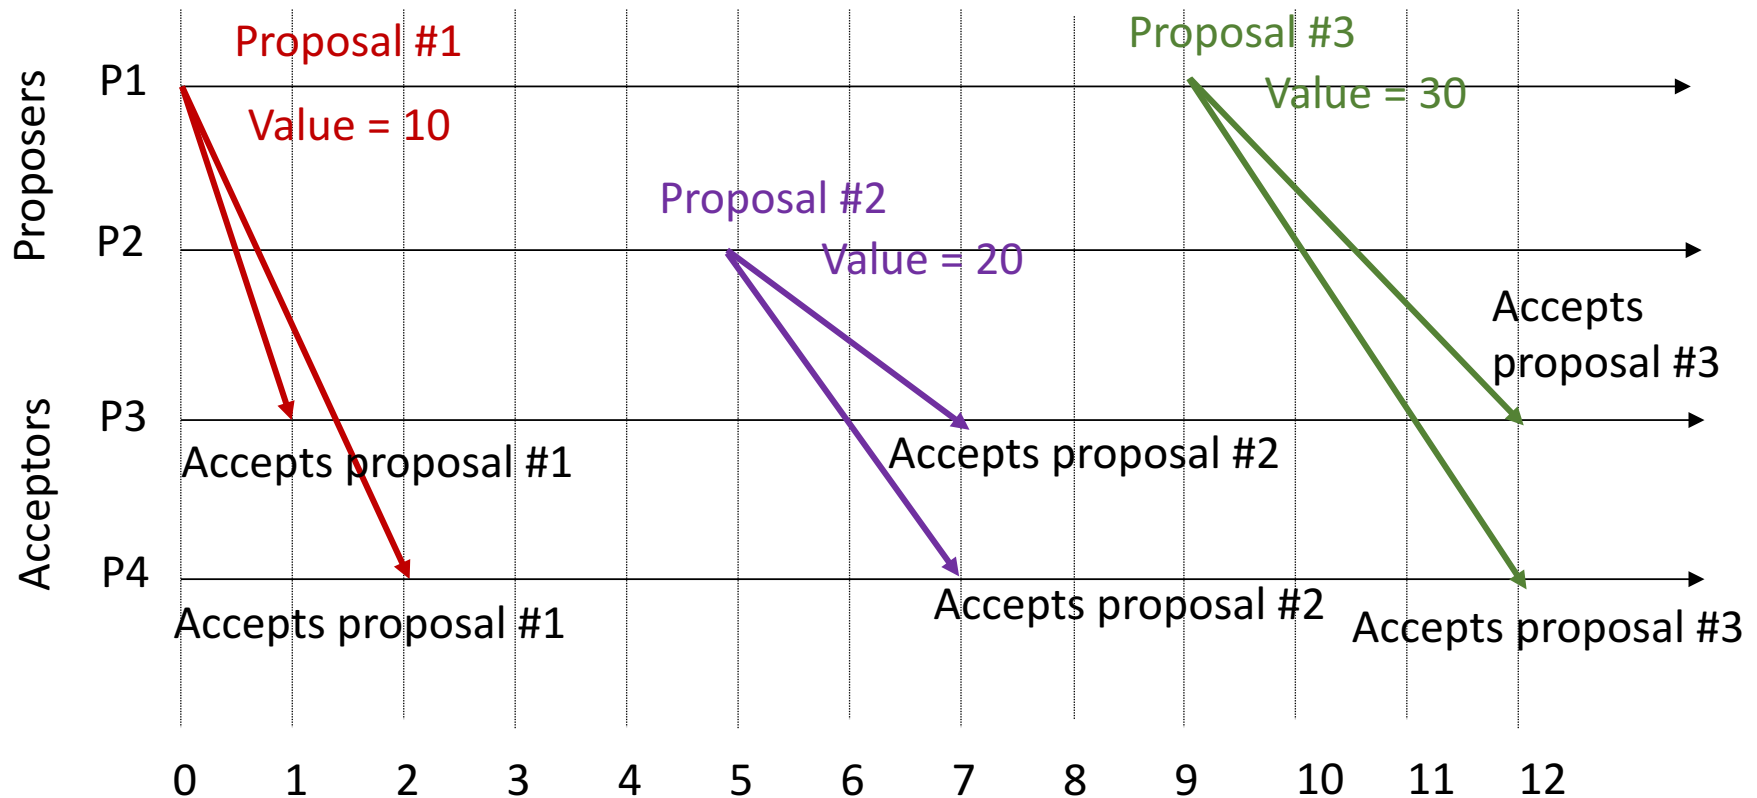 Proposers
Acceptors
Proposal #1
Value = 10
Proposal #2
Value = 20
Proposal #3
Value = 30
P1
P2
P3
P4
Accepts proposal #1
Accepts proposal #1
Accepts proposal #2
Accepts proposal #2
Accepts
proposal #3
Accepts proposal #3
0 1 2 3 4 5 6 7 8 9 10 11 12